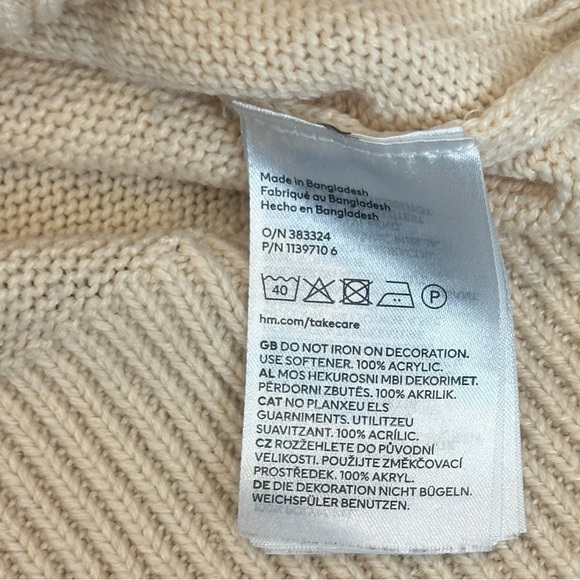 Made in Bangladesh
Fabriqué au Bangladesh
Hecho en Bangladesh
O/N 383324
P/N 1139710 6
40 P
hm.com/takecare
GB DO NOT IRON ON DECORATION.
USE SOFTENER. 100% ACRYLIC.
AL MOS HEKUROSNI MBI DEKORIMET.
PËRDORNI ZBUTËS. 100% AKRILIK.
CAT NO PLANXEU ELS
GUARNIMENTS. UTILITZEU
SUAVITZANT. 100% ACRÍLIC.
CZ ROZŽEHLETE DO PŮVODNÍ
VELIKOSTI. POUŽIJTE ZMĚKČOVACÍ
PROSTŘEDEK. 100% AKRYL.
DE DIE DEKORATION NICHT BÜGELN.
WEICHSPÜLER BENUTZEN.